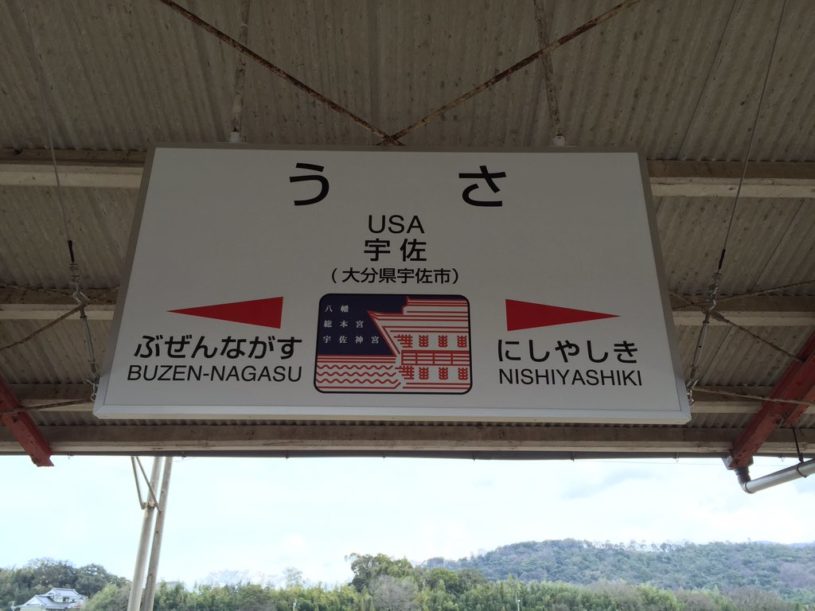 うさ
USA
宇佐
(大分県宇佐市)
八幡
総本宮
宇佐神宮
ぶぜんながす
BUZEN-NAGASU
にしやしき
NISHIYASHIKI